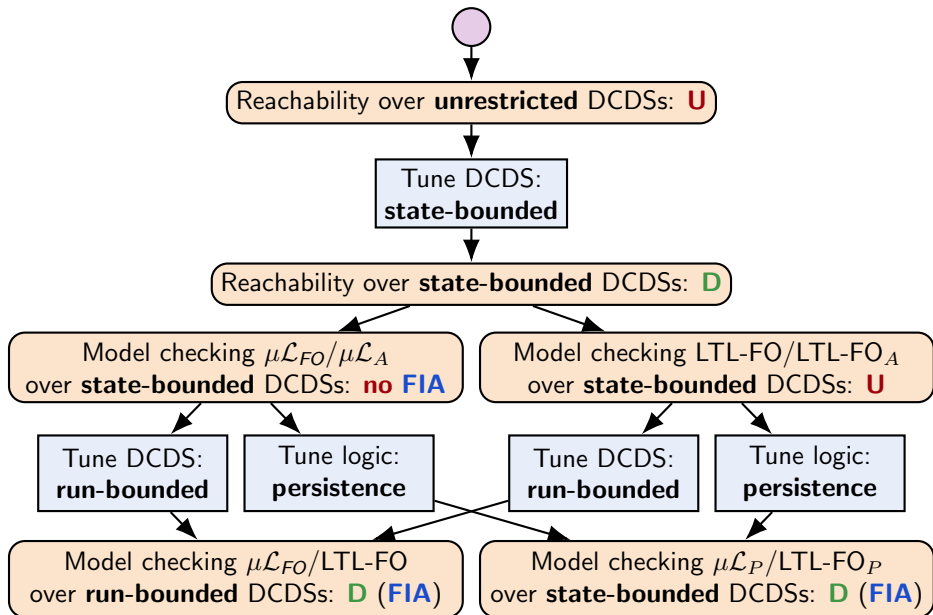 Reachability over unrestricted DCDSs: U
Tune DCDS:
state-bounded
Reachability over state-bounded DCDSs: D
Model checking μℒ_FO/μℒ_A
over state-bounded DCDSs: no FIA
Model checking LTL-FO/LTL-FO_A
over state-bounded DCDSs: U
Tune DCDS:
run-bounded
Tune logic:
persistence
Tune DCDS:
run-bounded
Tune logic:
persistence
Model checking μℒ_FO/LTL-FO
over run-bounded DCDSs: D (FIA)
Model checking μℒ_P/LTL-FO_P
over state-bounded DCDSs: D (FIA)